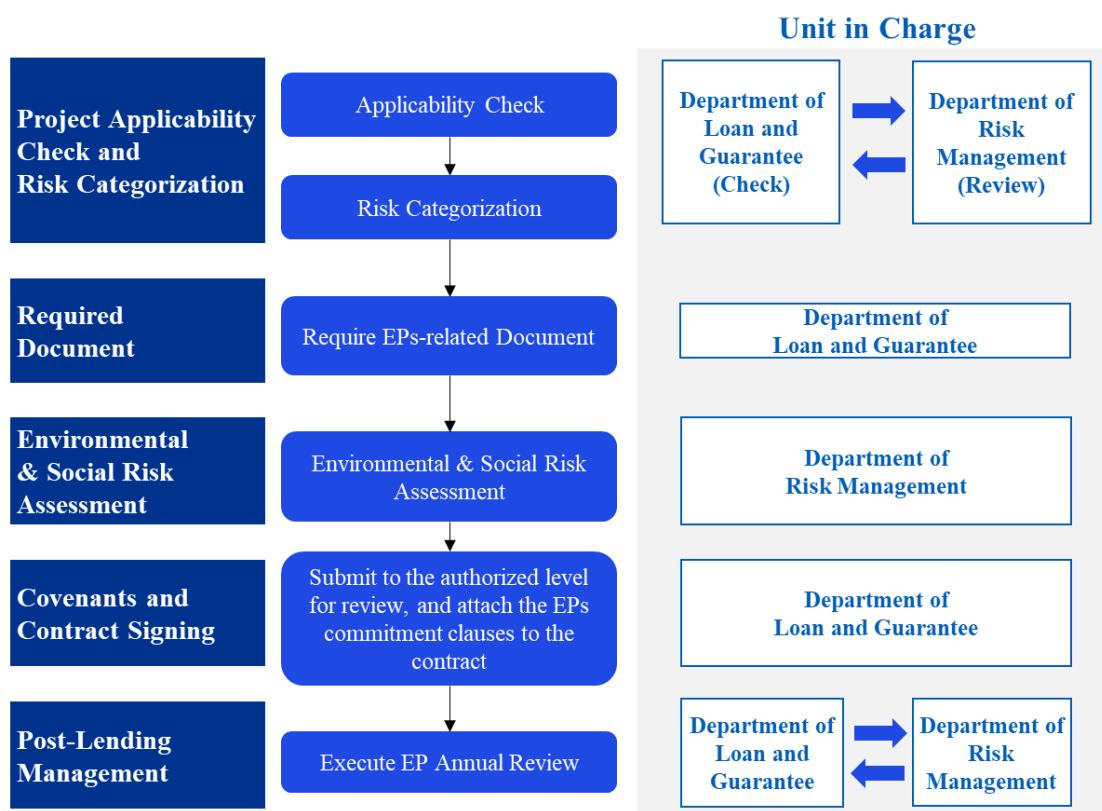 Unit in Charge
Project Applicability
Check and
Risk Categorization
Applicability Check
Risk Categorization
Department of
Loan and
Guarantee
(Check)
Department of
Risk
Management
(Review)
Required
Document
Require EPs-related Document
Department of
Loan and Guarantee
Environmental
& Social Risk
Assessment
Environmental & Social Risk
Assessment
Department of
Risk Management
Covenants and
Contract Signing
Submit to the authorized level
for review, and attach the EPs
commitment clauses to the
contract
Department of
Loan and Guarantee
Post-Lending
Management
Execute EP Annual Review
Department of
Loan and
Guarantee
Department of
Risk
Management